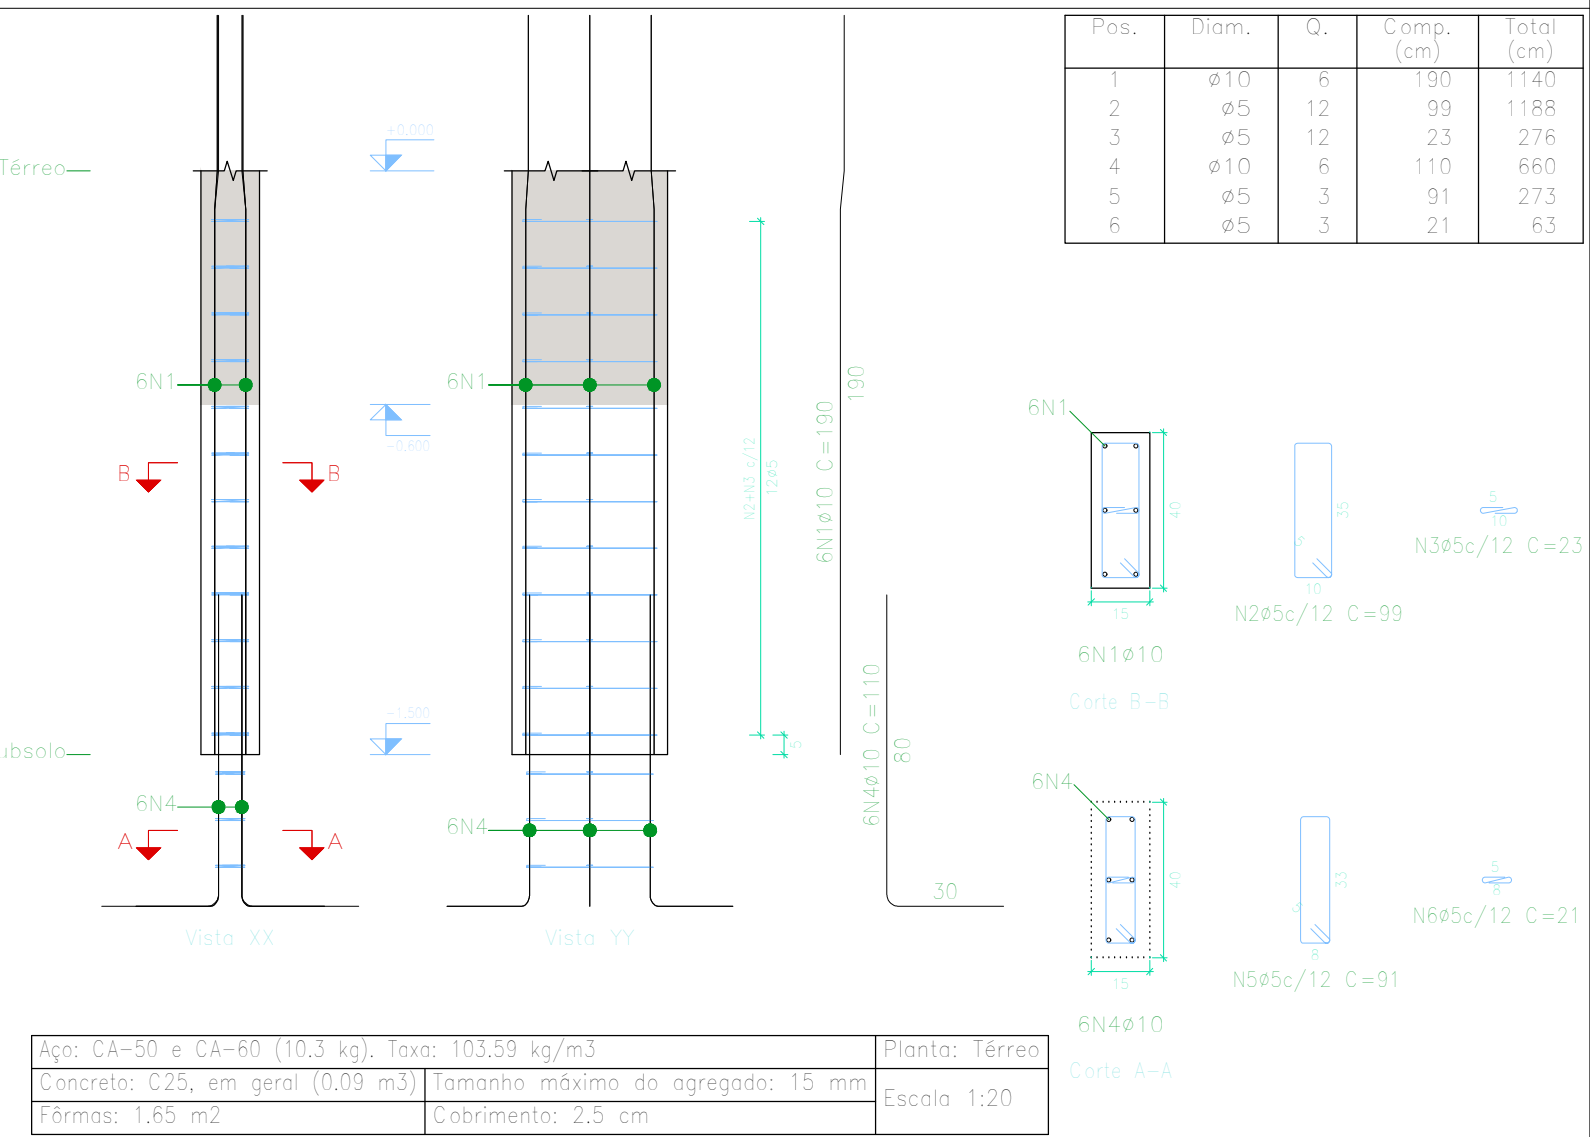 Pos. Diam. Q. Comp. (cm) Total (cm)
1 ø10 6 190 1140
2 ø5 12 99 1188
3 ø5 12 23 276
4 ø10 6 110 660
5 ø5 3 91 273
6 ø5 3 21 63
Térreo
+0.000
6N1
6N1
-0.600
B
B
N2+N3 c/12
12ø5
6N1ø10 C=190
190
-1.500
ubsolo
5
6N4
6N4
A
A
6N4ø10 C=110
80
30
Vista XX
Vista YY
6N1
40
15
6N1ø10
Corte B-B
35
5
10
N2ø5c/12 C=99
5
10
N3ø5c/12 C=23
6N4
40
15
6N4ø10
Corte A-A
33
5
8
N5ø5c/12 C=91
5
8
N6ø5c/12 C=21
Aço: CA-50 e CA-60 (10.3 kg). Taxa: 103.59 kg/m3
Planta: Térreo
Concreto: C25, em geral (0.09 m3)
Tamanho máximo do agregado: 15 mm
Escala 1:20
Fôrmas: 1.65 m2
Cobrimento: 2.5 cm